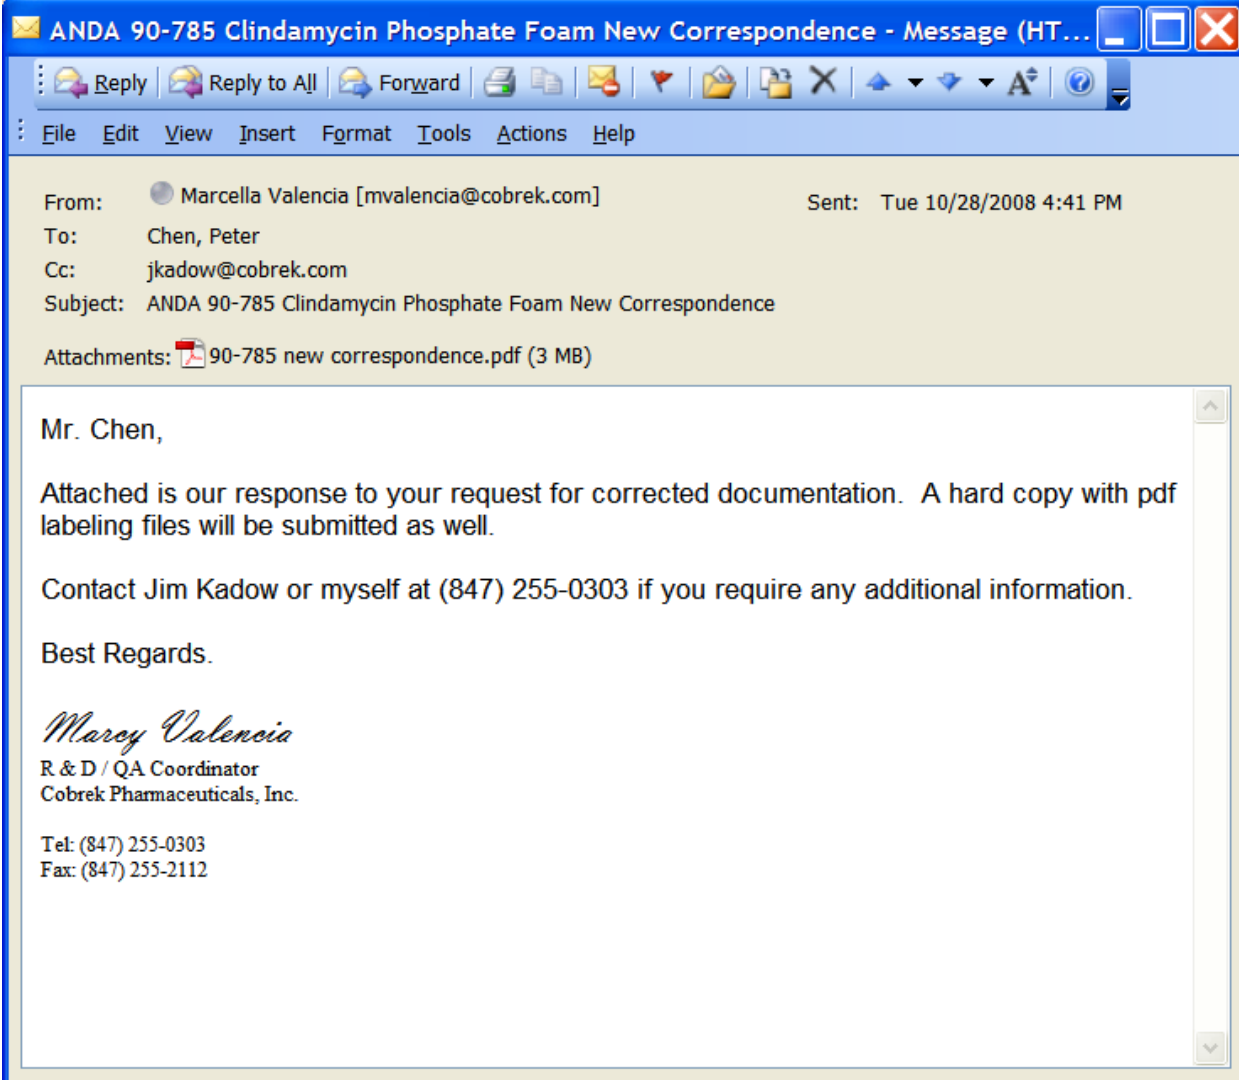 ANDA 90-785 Clindamycin Phosphate Foam New Correspondence - Message (HT...
Reply Reply to All Forward
File Edit View Insert Format Tools Actions Help
From: Marcella Valencia [mvalencia@cobrek.com] Sent: Tue 10/28/2008 4:41 PM
To: Chen, Peter
Cc: jkadow@cobrek.com
Subject: ANDA 90-785 Clindamycin Phosphate Foam New Correspondence
Attachments: 90-785 new correspondence.pdf (3 MB)
Mr. Chen,
Attached is our response to your request for corrected documentation.  A hard copy with pdf
labeling files will be submitted as well.
Contact Jim Kadow or myself at (847) 255-0303 if you require any additional information.
Best Regards.
Marcy Valencia
R & D / QA Coordinator
Cobrek Pharmaceuticals, Inc.
Tel: (847) 255-0303
Fax: (847) 255-2112